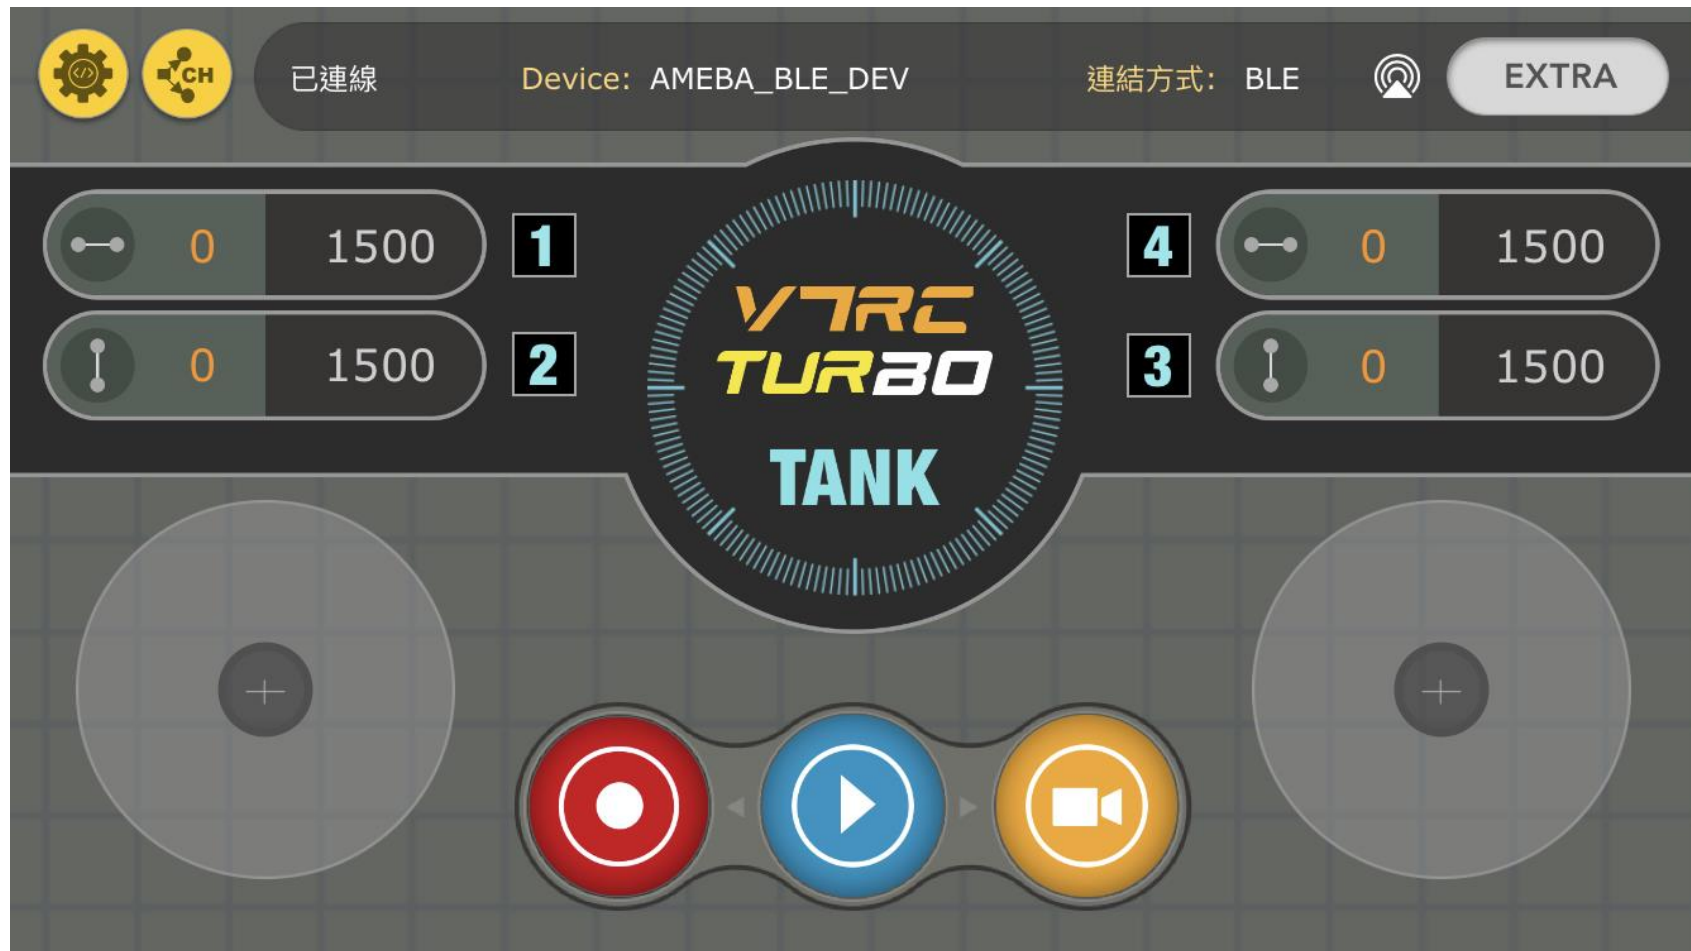 CH
已連線
Device: AMEBA_BLE_DEV
連結方式: BLE
EXTRA
0 1500 1
0 1500 2
V7RC
TURBO
TANK
4 0 1500
3 0 1500